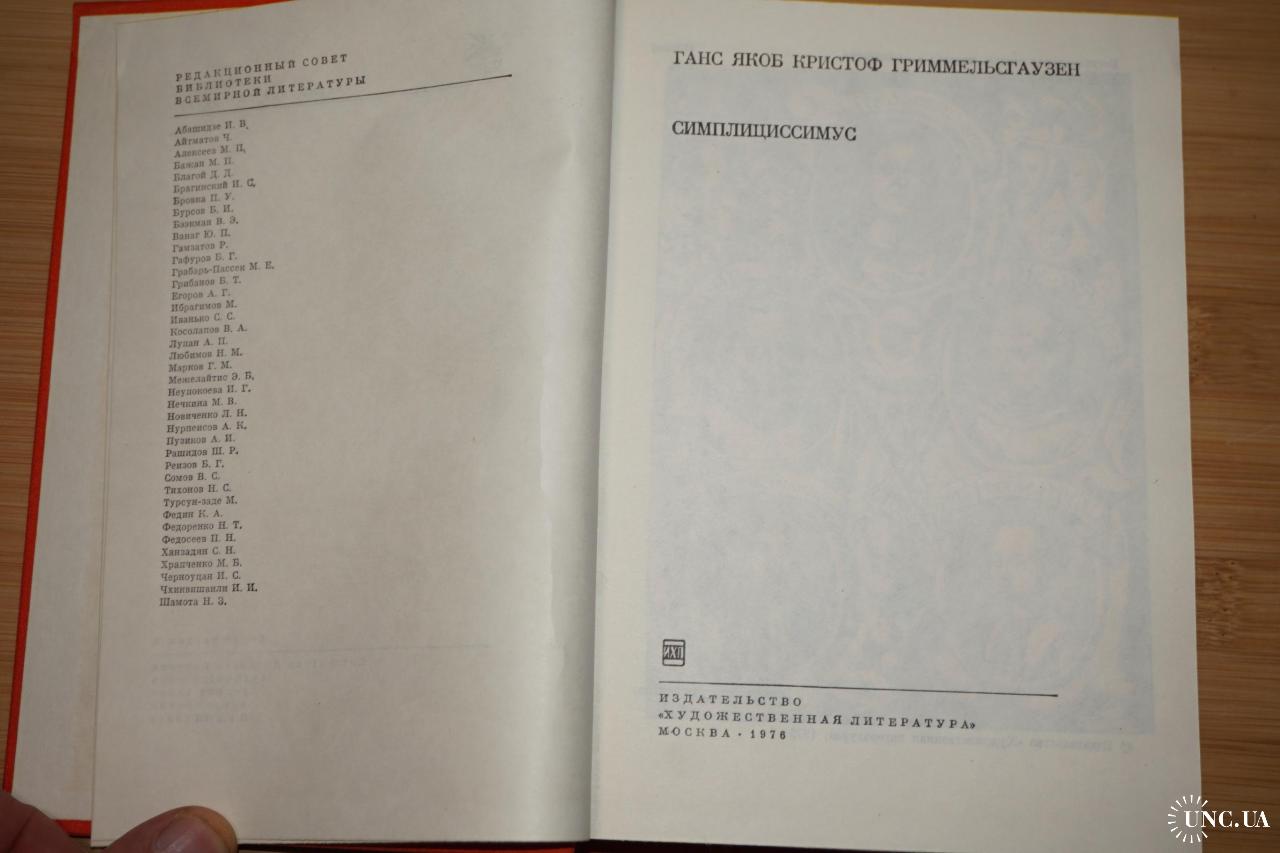 РЕДАКЦИОННЫЙ СОВЕТ
БИБЛИОТЕКИ
ВСЕМИРНОЙ ЛИТЕРАТУРЫ
Абашидзе И. В.
Айтматов Ч.
Алексеев М. П.
Бажан М. П.
Благой Д. Д.
Брагинский И. С.
Бровка П. У.
Бурсов Б. И.
Бээкман В. Э.
Ванаг Ю. П.
Гамзатов Р.
Гафуров Б. Г.
Грабарь-Пассек М. Е.
Грибанов Б. Т.
Егоров А. Г.
Ибрагимов М.
Иванько С. С.
Косолапов В. А.
Лупан А. П.
Любимов Н. М.
Марков Г. М.
Межелайтис Э. Б.
Неупокоева И. Г.
Нечкина М. В.
Новиченко Л. Н.
Нурпеисов А. К.
Пузиков А. И.
Рашидов Ш. Р.
Реизов Б. Г.
Сомов В. С.
Тихонов Н. С.
Турсун-заде М.
Федин К. А.
Федоренко Н. Т.
Федосеев П. Н.
Ханзадян С. Н.
Храпченко М. Б.
Черноуцан И. С.
Чхиквишвили И. И.
Шамота Н. З.
ГАНС ЯКОБ КРИСТОФ ГРИММЕЛЬСГАУЗЕН
СИМПЛИЦИССИМУС
ИХЛ
ИЗДАТЕЛЬСТВО
«ХУДОЖЕСТВЕННАЯ ЛИТЕРАТУРА»
МОСКВА · 1976
UNC.UA